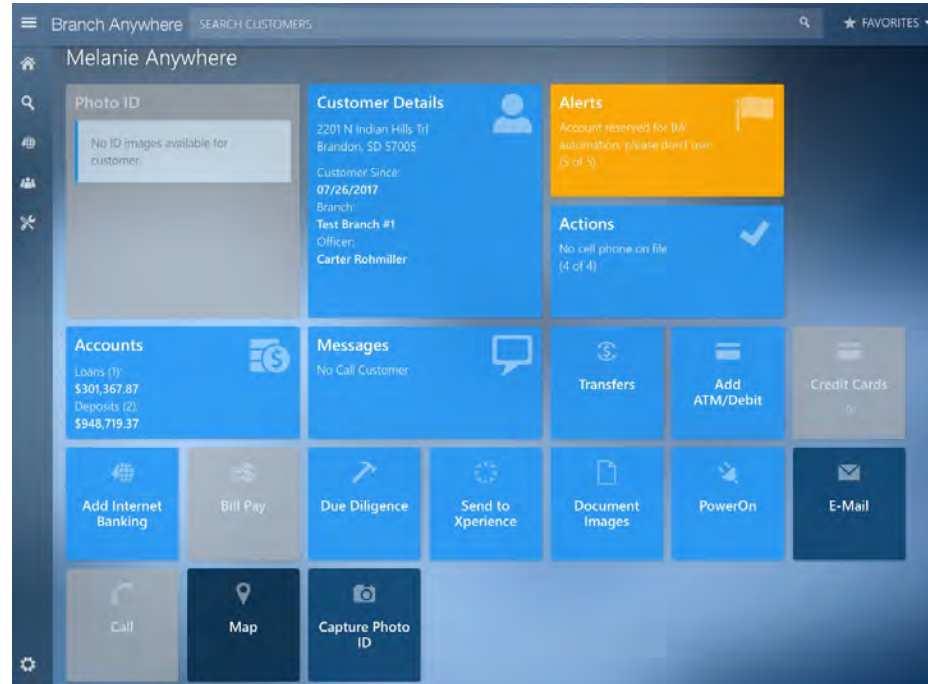 Branch Anywhere SEARCH CUSTOMERS FAVORITES
Melanie Anywhere
Photo ID
No ID images available for
customer.
Customer Details
2201 N Indian Hills Trl
Brandon, SD 57005
Customer Since:
07/26/2017
Branch:
Test Branch #1
Officer:
Carter Rohmiller
Alerts
Account reserved for BA
automation, please don't use.
(5 of 5)
Actions
No cell phone on file
(4 of 4)
Accounts
Loans (1):
$301,367.87
Deposits (2):
$948,719.37
Messages
No Call Customer
Transfers
Add
ATM/Debit
Credit Cards
0
Add Internet
Banking
Bill Pay
Due Diligence
Send to
Xperience
Document
Images
PowerOn
E-Mail
Call
Map
Capture Photo
ID